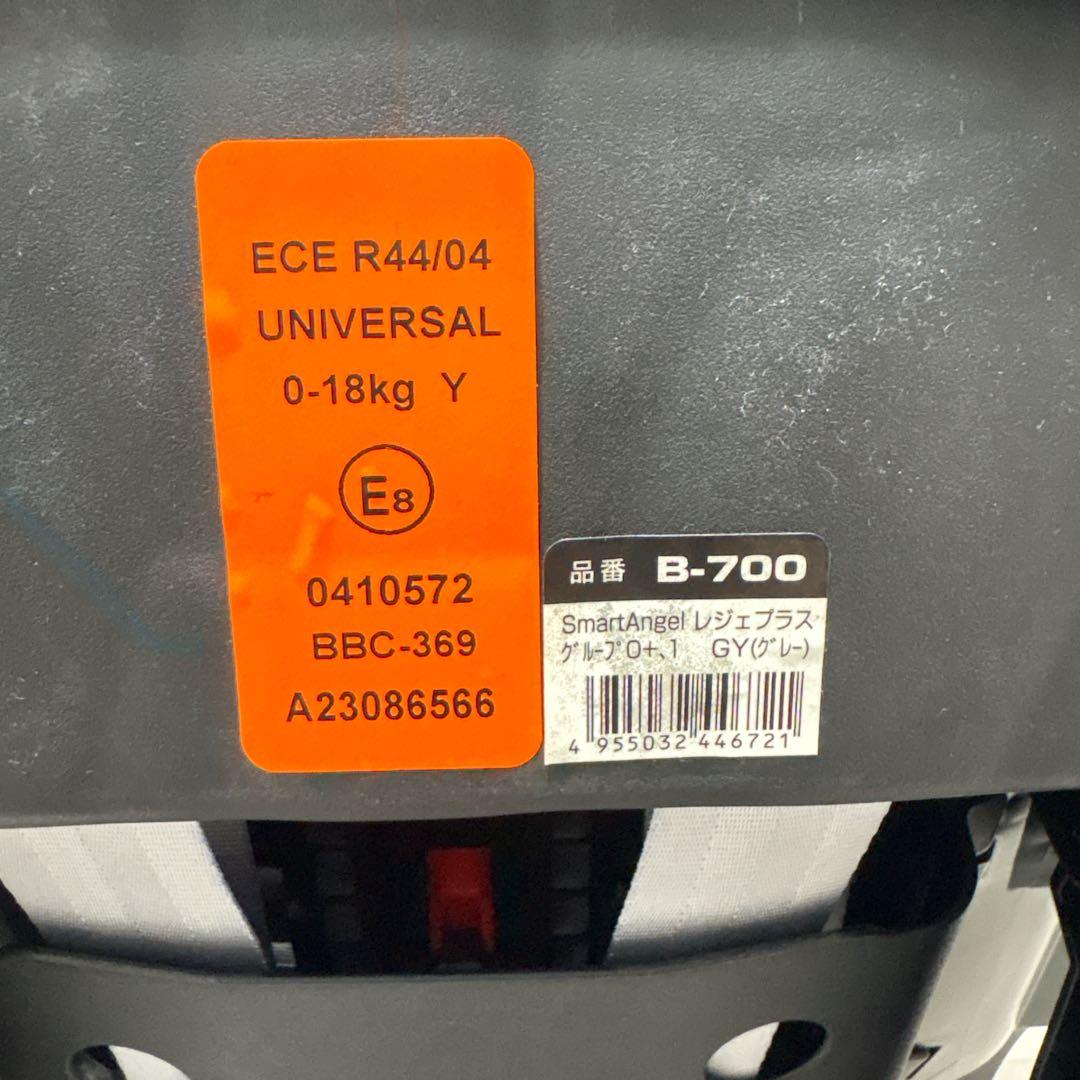 ECE R44/04
UNIVERSAL
0-18kg Y
E8
0410572
BBC-369
A23086566
品番 B-700
SmartAngel レジェプラス
グループ0+、1 GY(グレー)
4 955032 446721